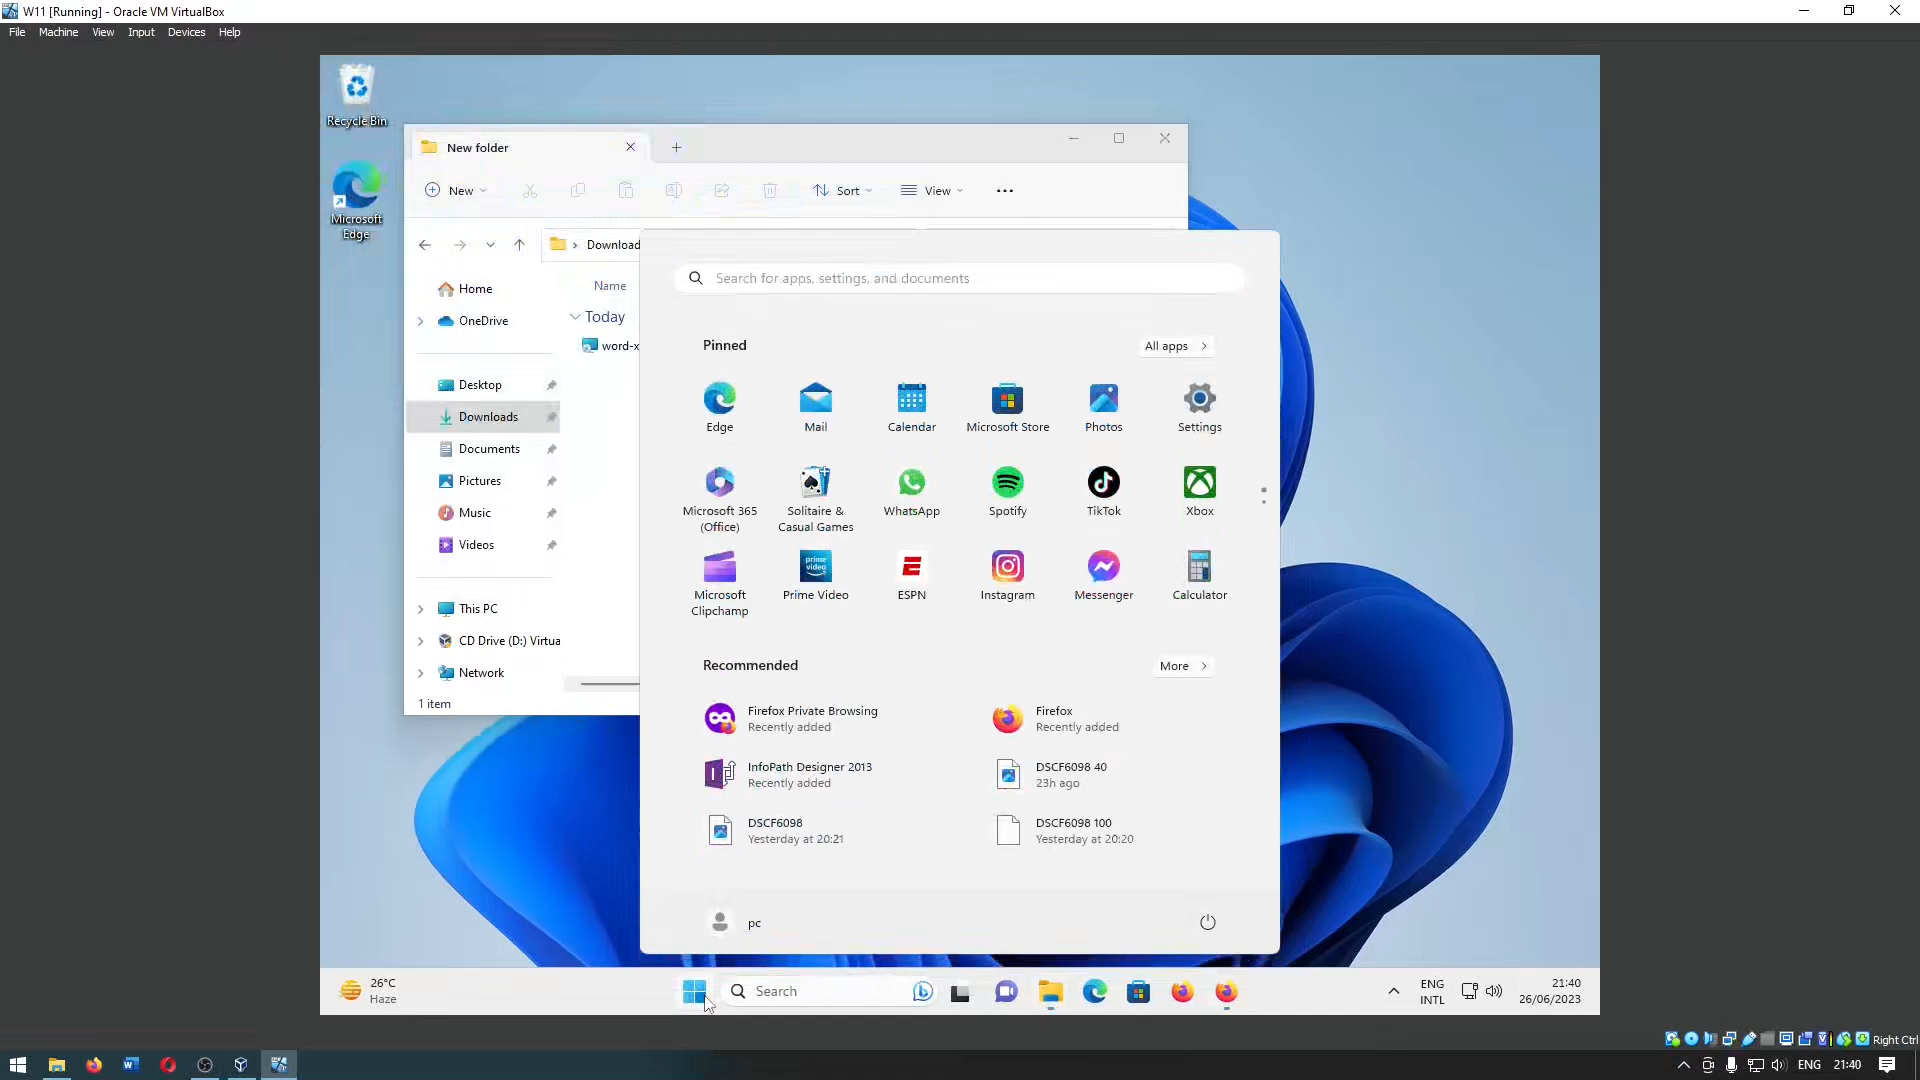 W11 [Running] - Oracle VM VirtualBox
File Machine View Input Devices Help
Recycle Bin
Microsoft
Edge
New folder
New Sort View
Download
Home
OneDrive
Desktop
Downloads
Documents
Pictures
Music
Videos
This PC
CD Drive (D:) Virtua
Network
1 item
Name
Today
word-x
Search for apps, settings, and documents
Pinned All apps
Edge Mail Calendar Microsoft Store Photos Settings
Microsoft 365
(Office)
Solitaire &
Casual Games
WhatsApp Spotify TikTok Xbox
Microsoft
Clipchamp
prime
video
Prime Video ESPN Instagram Messenger Calculator
Recommended More
Firefox Private Browsing
Recently added
Firefox
Recently added
InfoPath Designer 2013
Recently added
DSCF6098 40
23h ago
DSCF6098
Yesterday at 20:21
DSCF6098 100
Yesterday at 20:20
pc
26°C
Haze
Search
ENG
INTL
21:40
26/06/2023
Right Ctrl
ENG 21:40